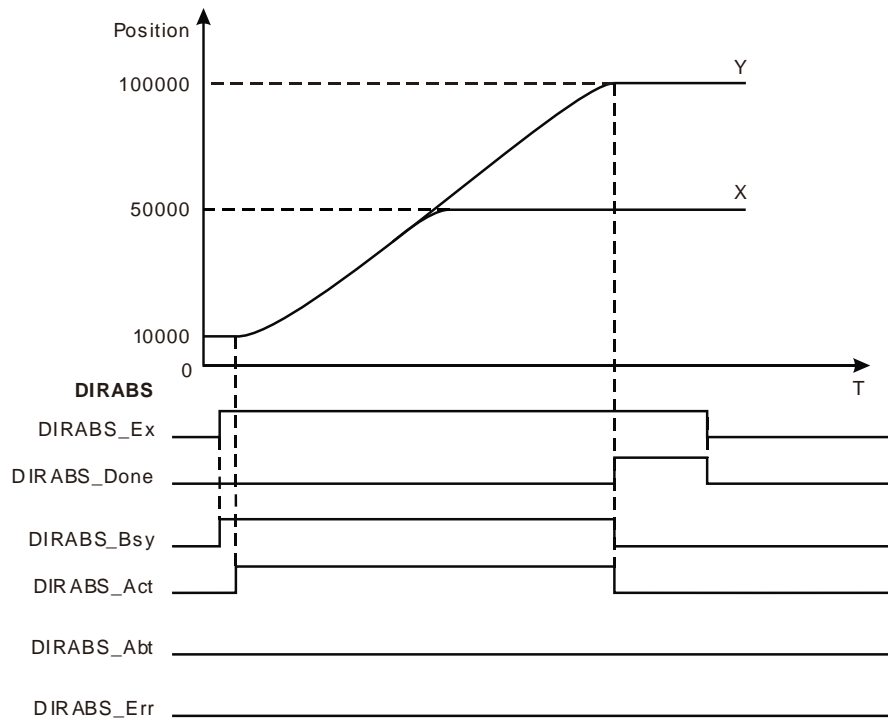 Position
Y
100000
X
50000
10000
0
T
DIRABS
DIRABS_Ex
DIRABS_Done
DIRABS_Bsy
DIRABS_Act
DIRABS_Abt
DIRABS_Err